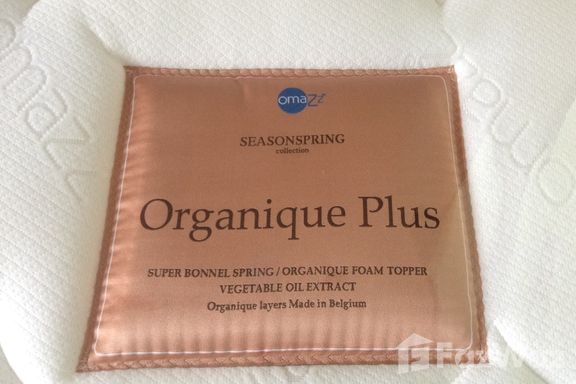 omaZz
SEASONSPRING
collection
Organique Plus
SUPER BONNEL SPRING / ORGANIQUE FOAM TOPPER
VEGETABLE OIL EXTRACT
Organique layers Made in Belgium
omazz